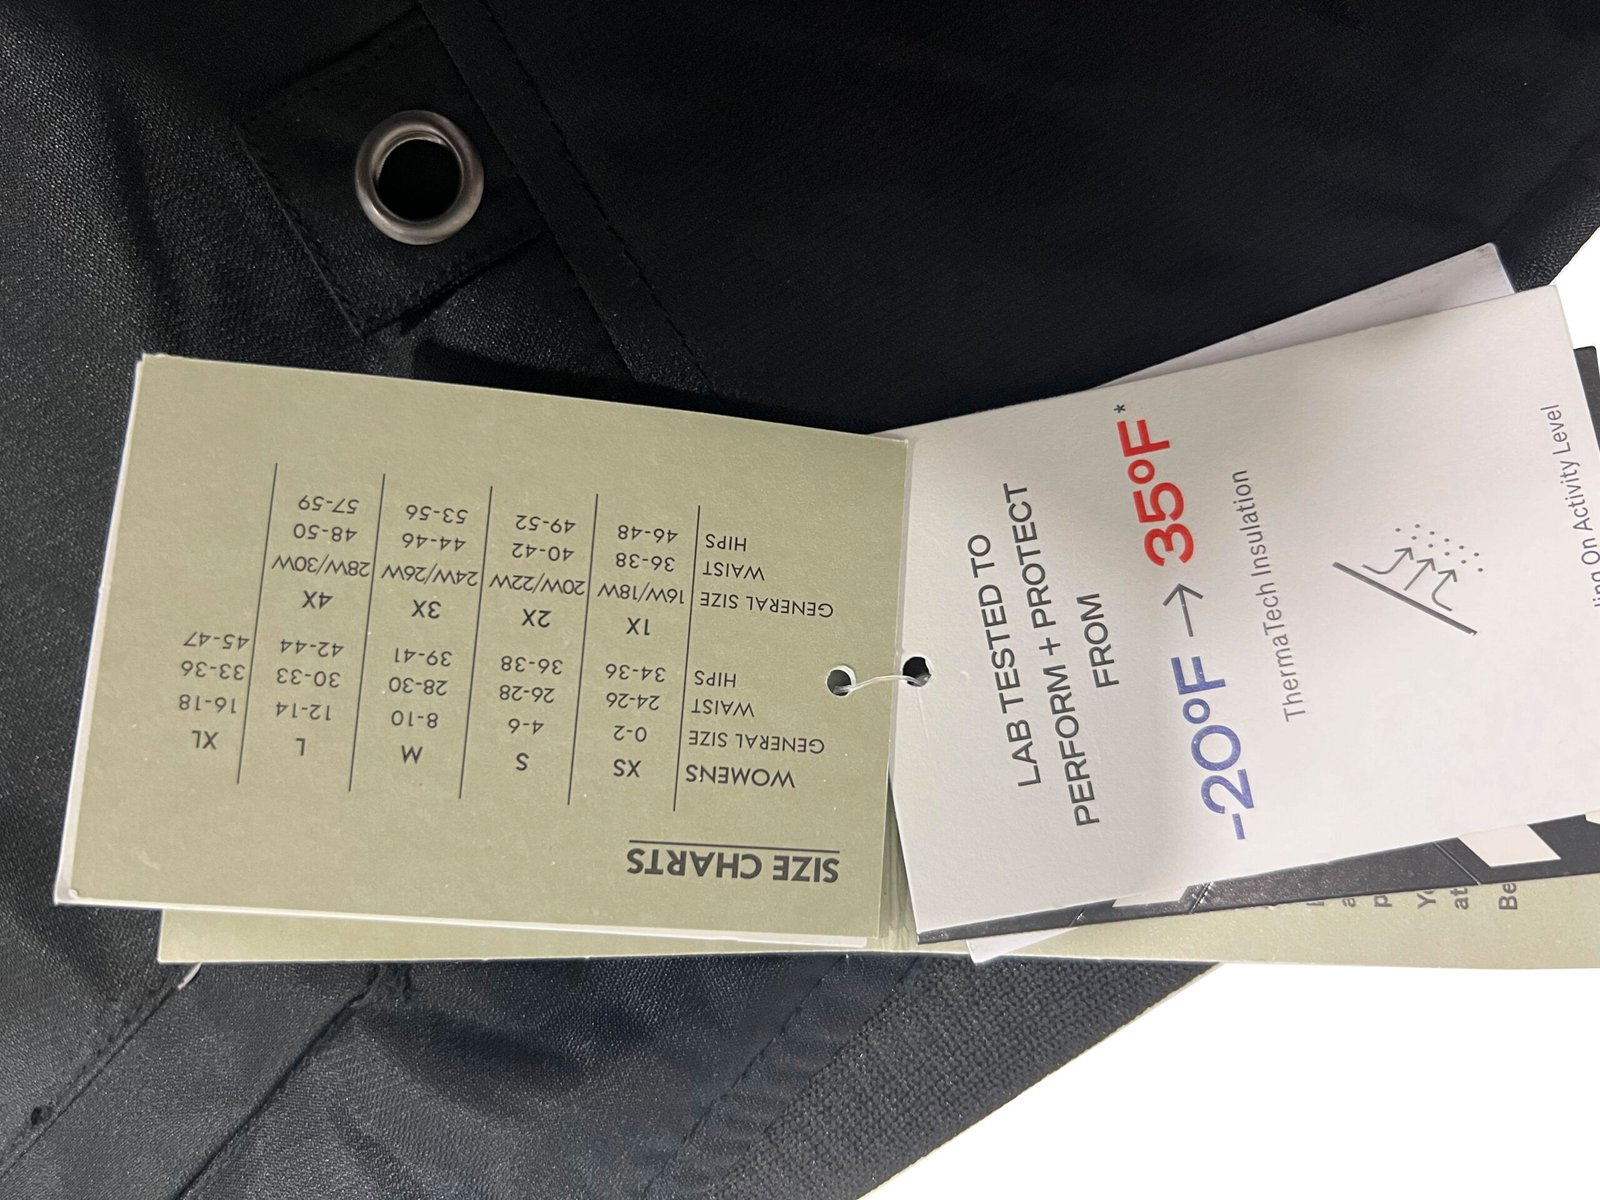 SIZE CHARTS
WOMENS XS S M L XL
GENERAL SIZE 0-2 4-6 8-10 12-14 16-18
WAIST 24-26 26-28 28-30 30-33 33-36
HIPS 34-36 36-38 39-41 42-44 45-47
1X 2X 3X 4X
GENERAL SIZE 16W/18W 20W/22W 24W/26W 28W/30W
WAIST 36-38 40-42 44-46 48-50
HIPS 46-48 49-52 53-56 57-59
LAB TESTED TO
PERFORM + PROTECT
FROM
-20°F → 35°F*
ThermaTech Insulation
On Activity Level